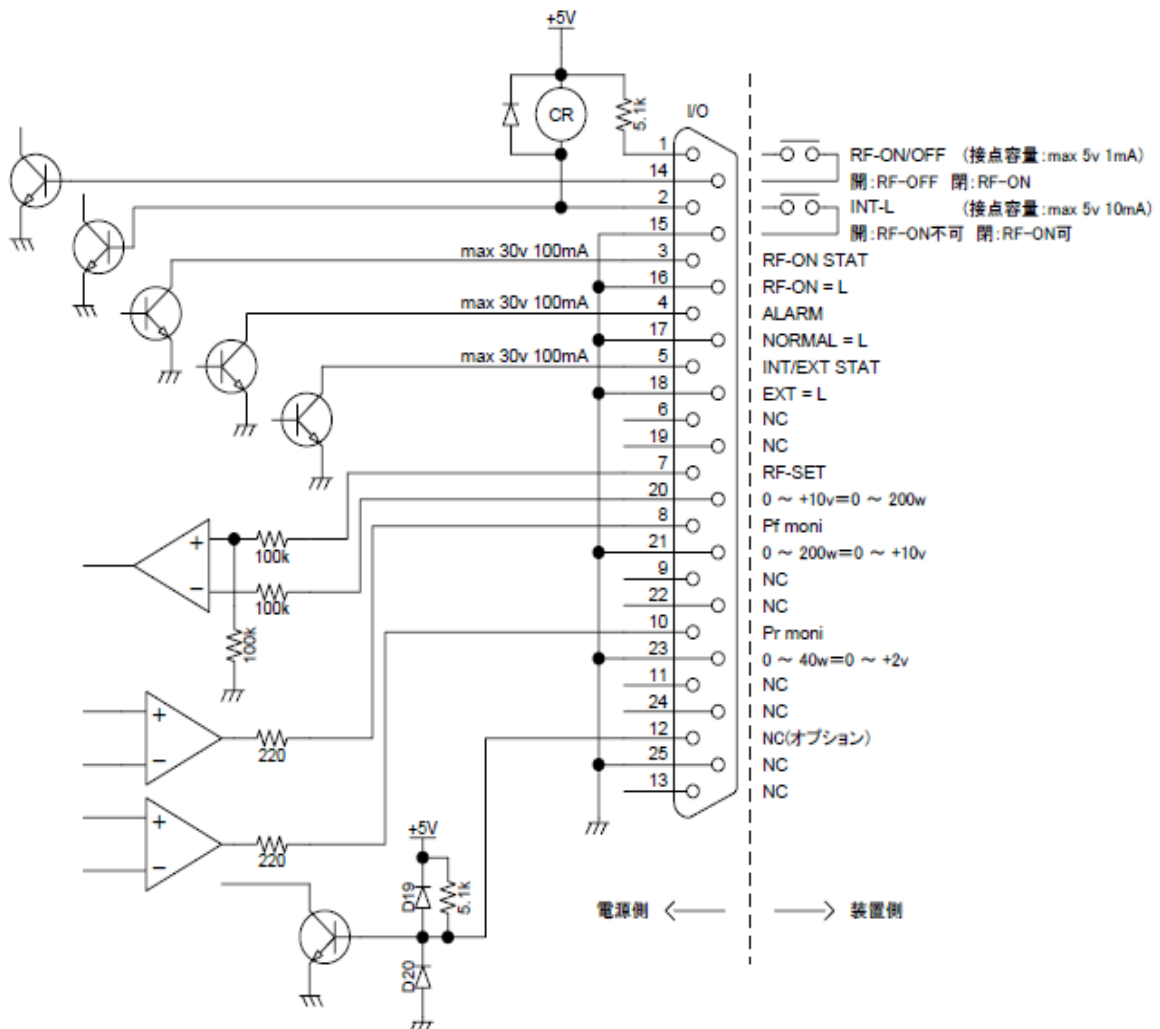 +5V
CR
5.1k
I/O
1
RF-ON/OFF (接点容量:max 5v 1mA)
14
開:RF-OFF 閉:RF-ON
2
INT-L (接点容量:max 5v 10mA)
15
開:RF-ON不可 閉:RF-ON可
max 30v 100mA
3
RF-ON STAT
16
RF-ON = L
max 30v 100mA
4
ALARM
17
NORMAL = L
max 30v 100mA
5
INT/EXT STAT
18
EXT = L
6
NC
19
NC
7
RF-SET
20
0 ~ +10v=0 ~ 200w
8
Pf moni
+
100k
21
0 ~ 200w=0 ~ +10v
9
NC
−
100k
22
NC
100k
10
Pr moni
23
0 ~ 40w=0 ~ +2v
11
NC
24
NC
+
−
220
12
NC(オプション)
25
NC
13
NC
+
−
220
+5V
D19
5.1k
D20
電源側
装置側